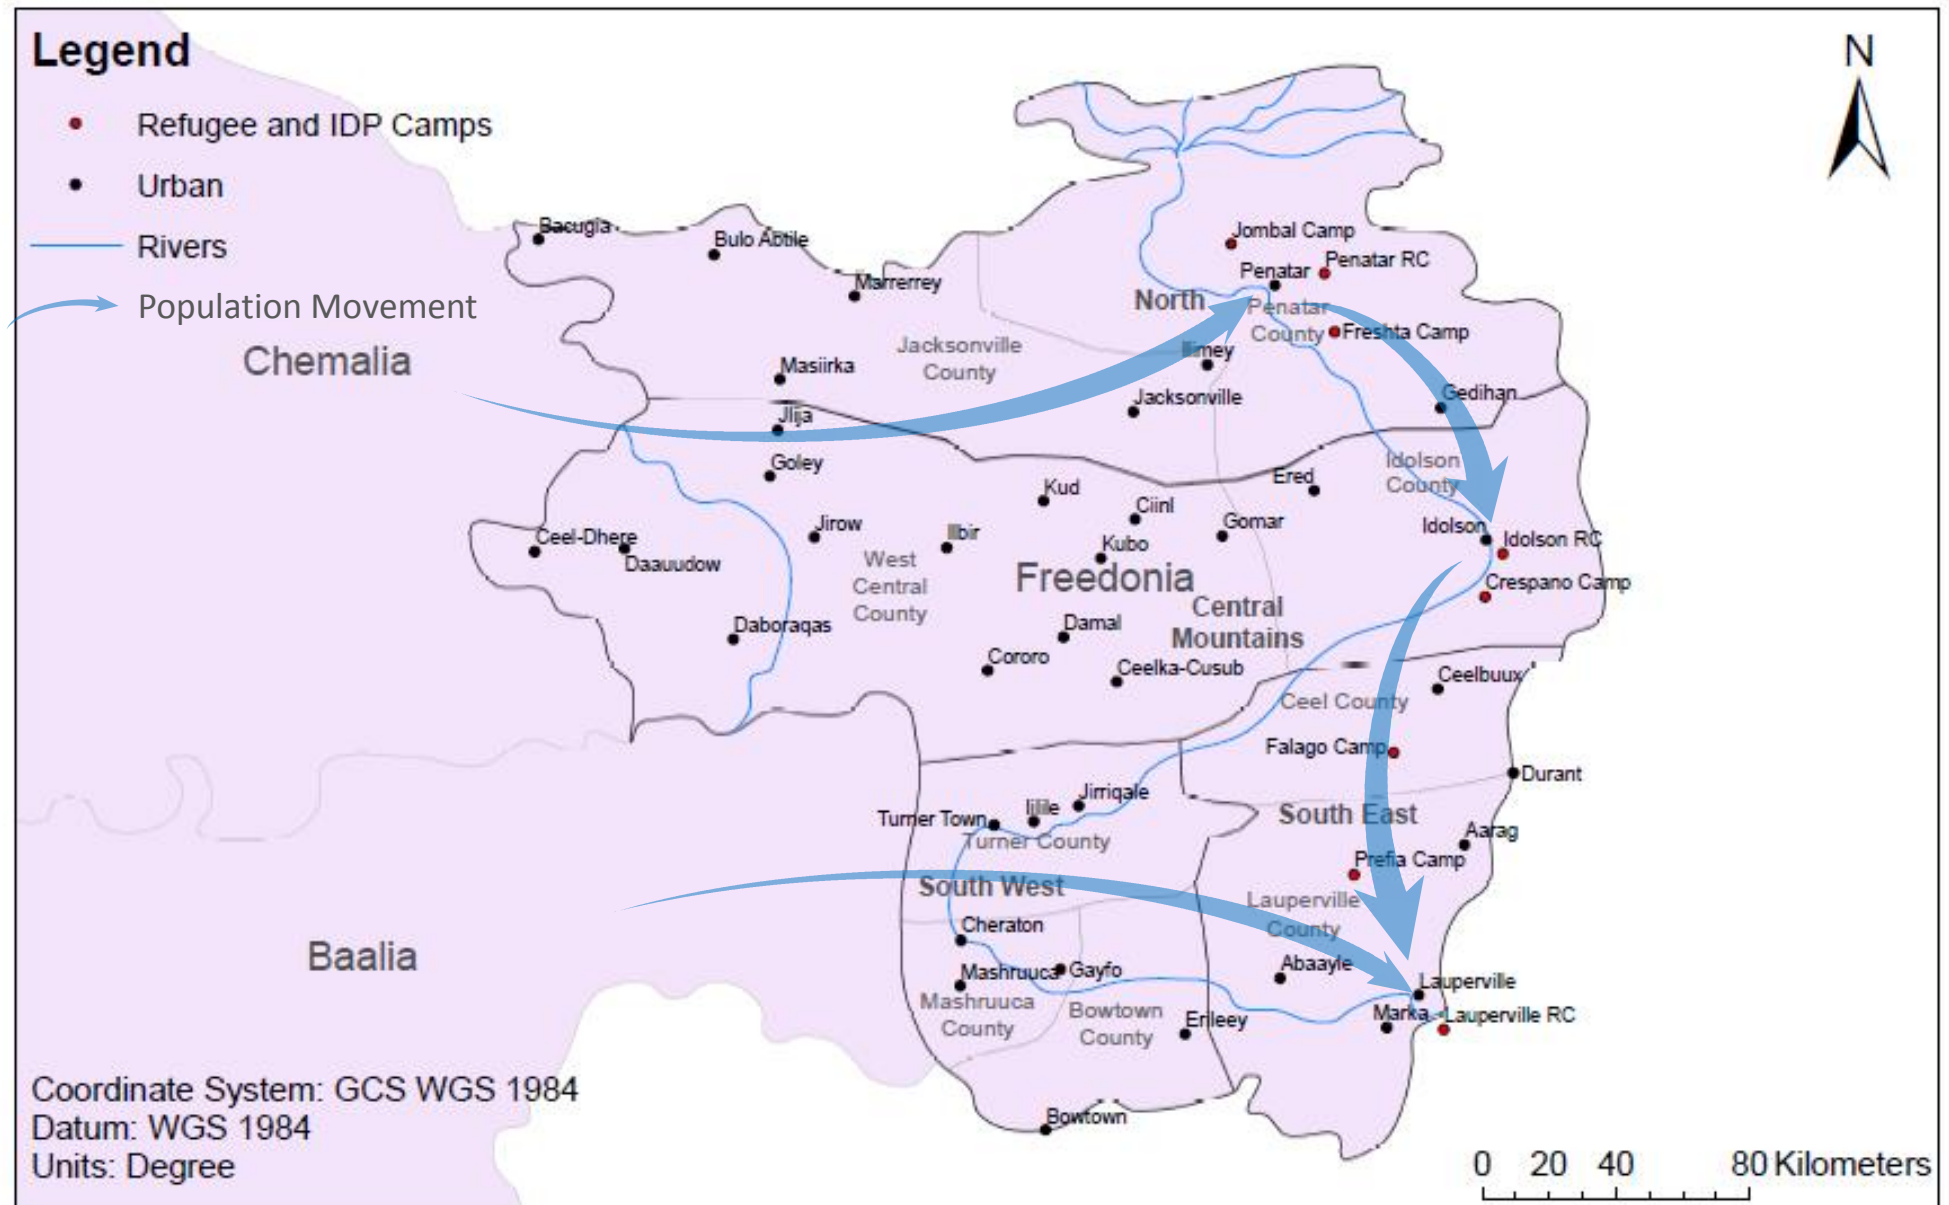 Legend
Refugee and IDP Camps
Urban
Rivers
Population Movement
N
Chemalia
Baalia
Freedonia
North
Central
Mountains
South East
South West
Bacugia
Bulo Abtile
Marrerrey
Masiirka
Jlija
Goley
Jirow
Ilbir
Ceel-Dhere
Daauudow
Daboraqas
Jacksonville
County
West
Central
County
Jombal Camp
Penatar
Penatar RC
Penatar
County
Freshta Camp
Jacksonville
Gedihan
Idolson
County
Kud
Ciinl
Kubo
Ered
Gomar
Idolson
Idolson RC
Crespano Camp
Damal
Cororo
Ceelka-Cusub
Ceelbuux
Ceel County
Falago Camp
Durant
Jirriqale
Turner Town
Turner County
Aarag
Prefia Camp
Lauperville
County
Cheraton
Mashruuca
Gayfo
Mashruuca
County
Bowtown
County
Abaayle
Lauperville
Marka
Lauperville RC
Erileey
Bowtown
Coordinate System: GCS WGS 1984
Datum: WGS 1984
Units: Degree
0 20 40 80 Kilometers